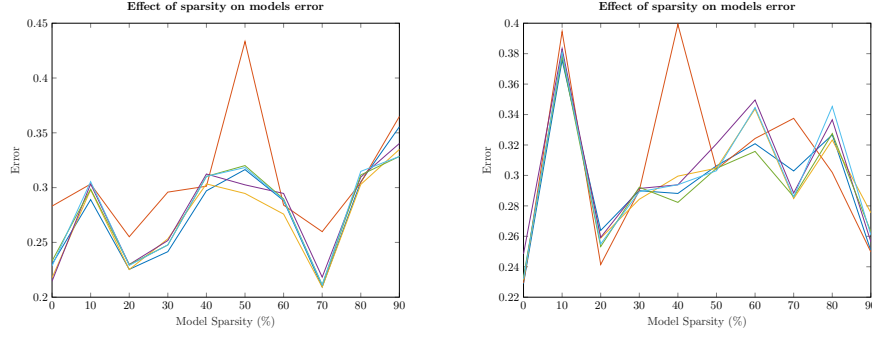 Effect of sparsity on models error
0.45
0.4
0.35
0.3
0.25
0.2
Error
0 10 20 30 40 50 60 70 80 90
Model Sparsity (%)
Effect of sparsity on models error
0.4
0.38
0.36
0.34
0.32
0.3
0.28
0.26
0.24
0.22
Error
0 10 20 30 40 50 60 70 80 90
Model Sparsity (%)